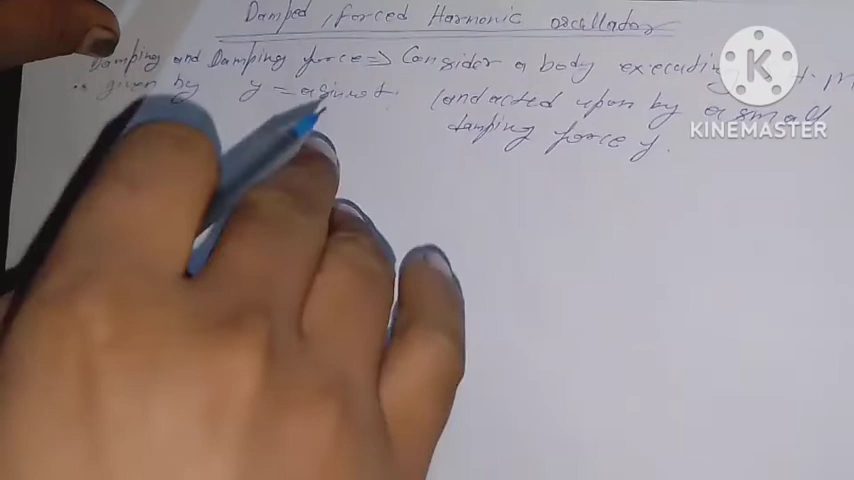 Damped, forced Harmonic oscillator
Damping and Damping force => Consider a body executing H.M
∴ given by y = a sin wt (and acted upon by a small
damping force y.
KINEMASTER